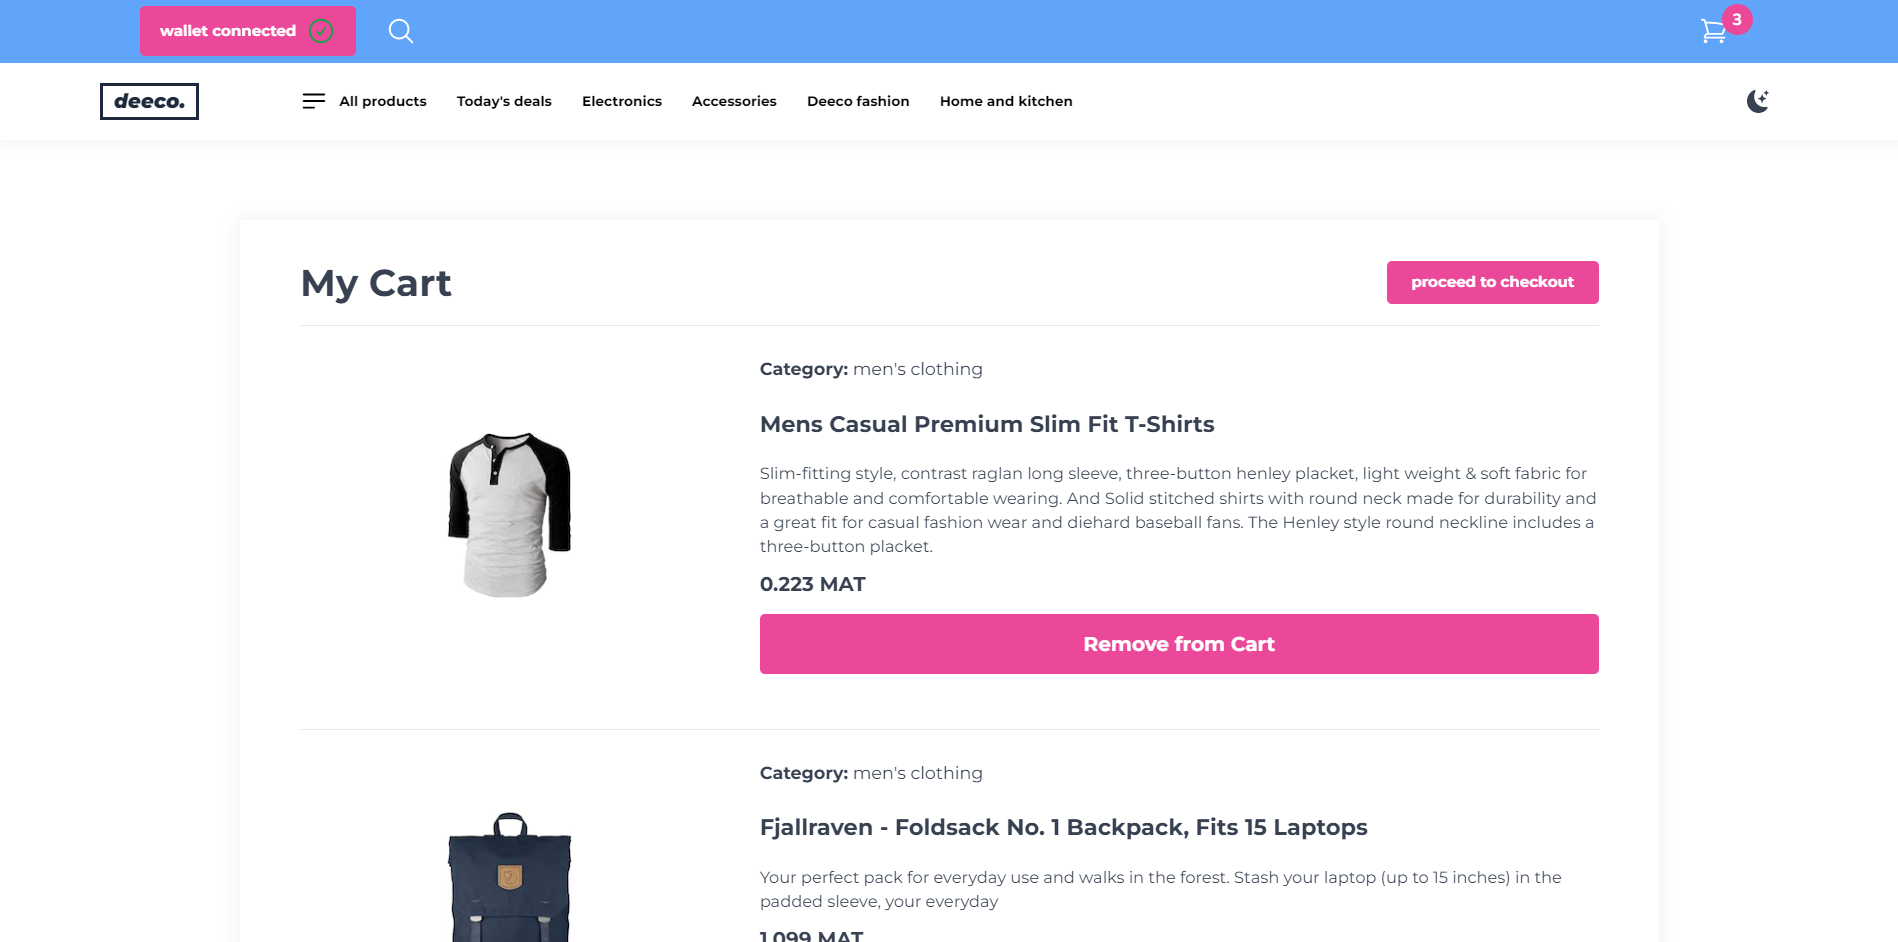 wallet connected
3
deeco.
All products
Today's deals
Electronics
Accessories
Deeco fashion
Home and kitchen
My Cart
proceed to checkout
Category: men's clothing
Mens Casual Premium Slim Fit T-Shirts
Slim-fitting style, contrast raglan long sleeve, three-button henley placket, light weight & soft fabric for
breathable and comfortable wearing. And Solid stitched shirts with round neck made for durability and
a great fit for casual fashion wear and diehard baseball fans. The Henley style round neckline includes a
three-button placket.
0.223 MAT
Remove from Cart
Category: men's clothing
Fjallraven - Foldsack No. 1 Backpack, Fits 15 Laptops
Your perfect pack for everyday use and walks in the forest. Stash your laptop (up to 15 inches) in the
padded sleeve, your everyday
1.099 MAT